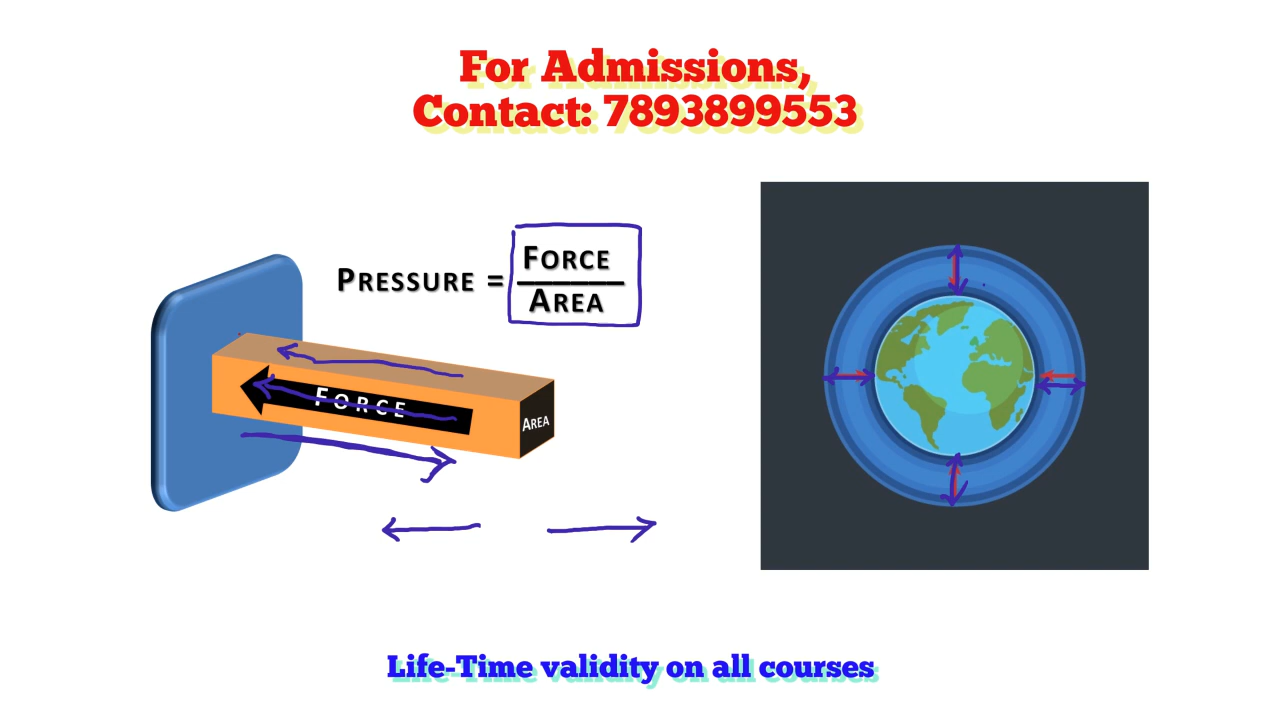 For Admissions,
Contact: 7893899553
PRESSURE = FORCE
AREA
FORCE
AREA
Life-Time validity on all courses